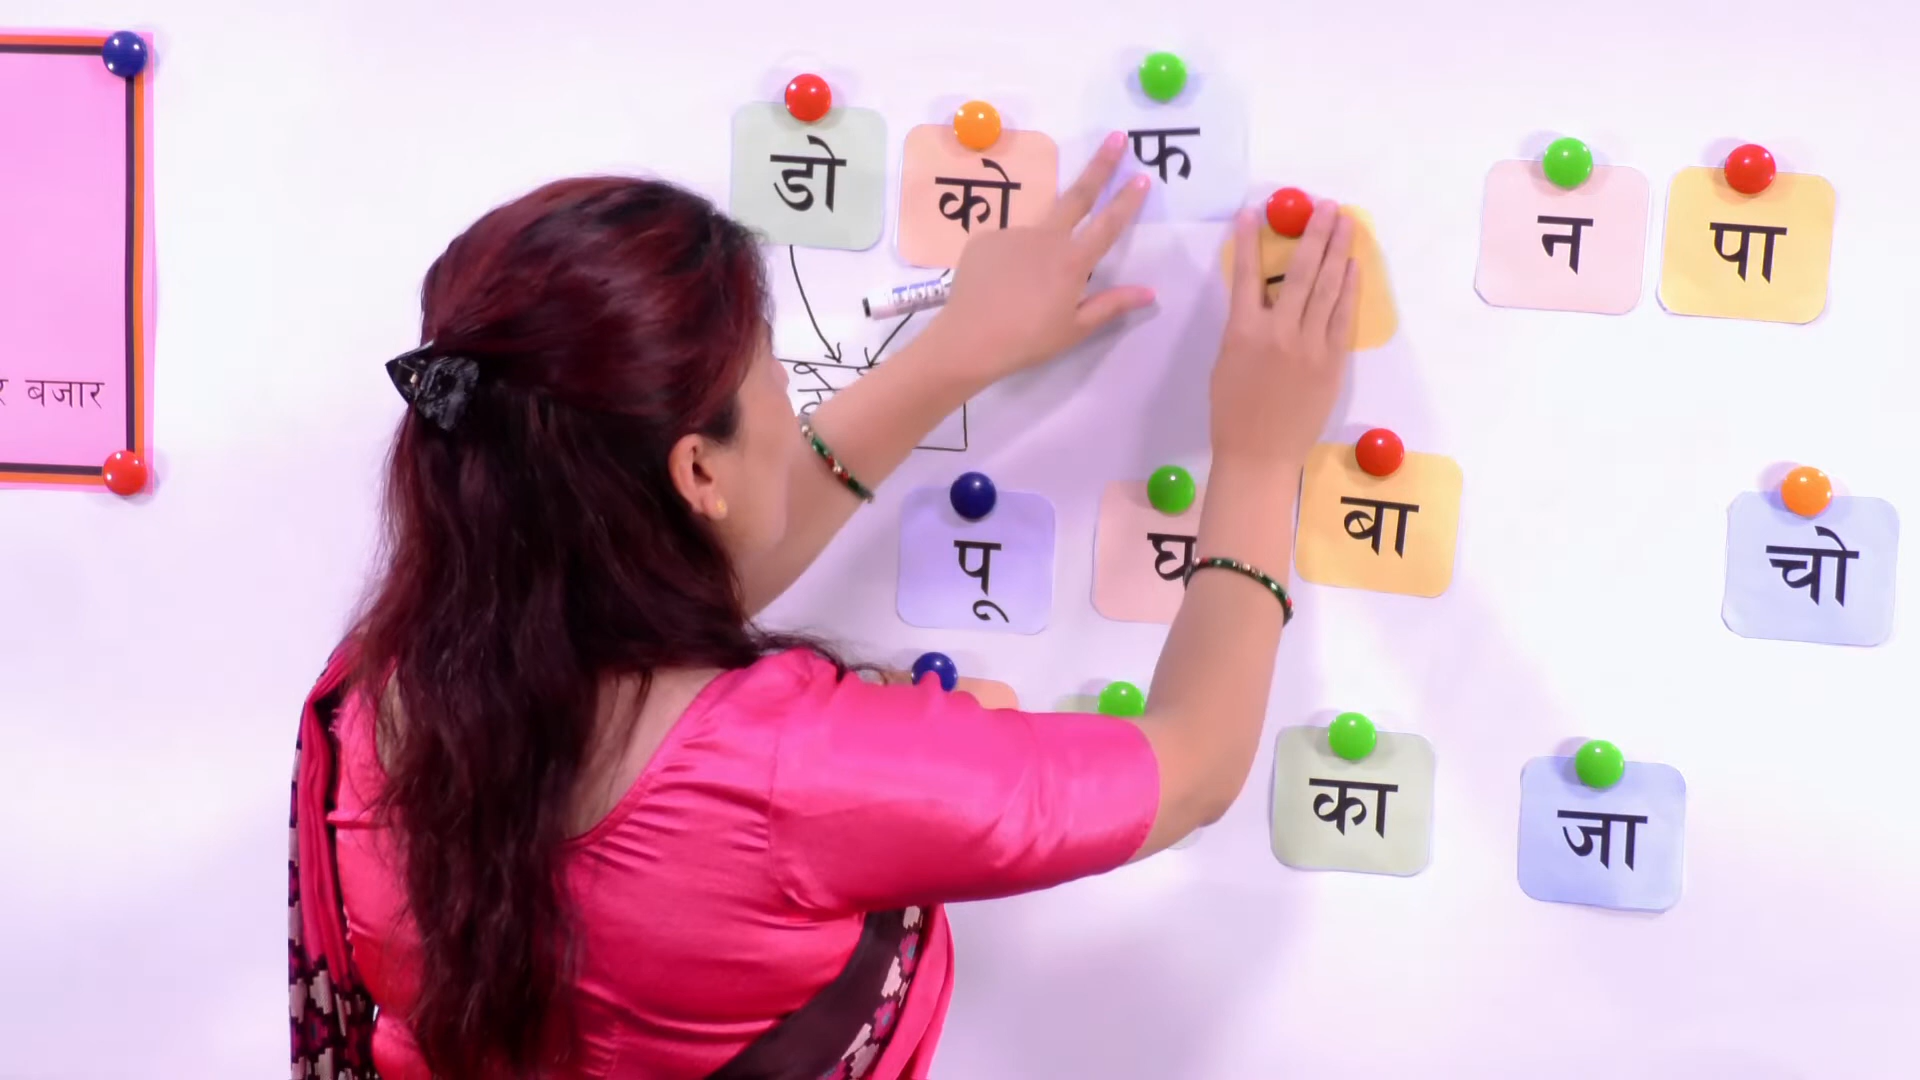 डो
को
फ
न
पा
र बजार
पू
घ
बा
चो
का
जा